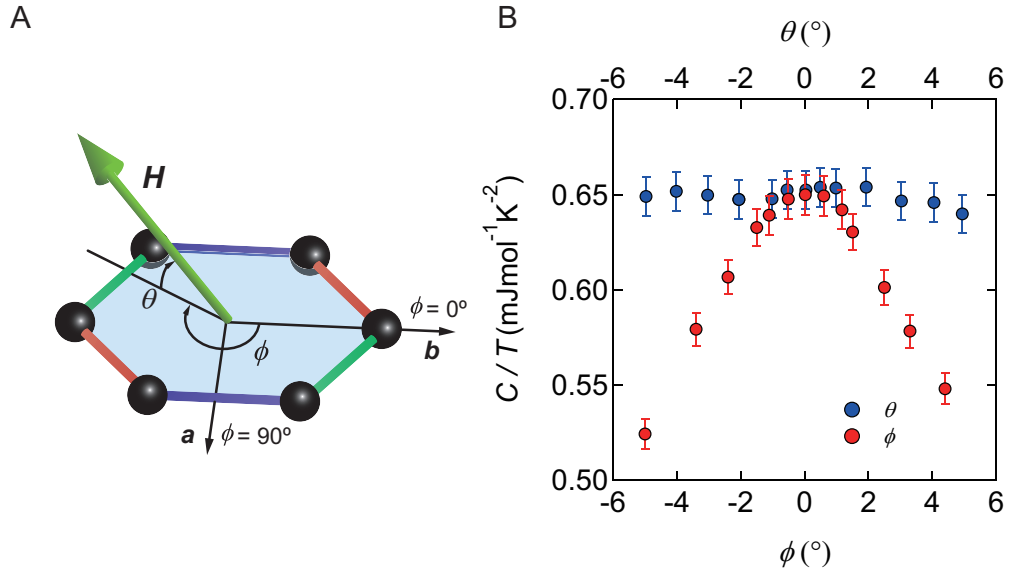 A
H
θ
ϕ = 0º
ϕ
b
a
ϕ = 90º
B
θ (°)
-6 -4 -2 0 2 4 6
0.70
0.65
0.60
0.55
0.50
C / T (mJmol⁻¹K⁻²)
θ
ϕ
-6 -4 -2 0 2 4 6
ϕ (°)